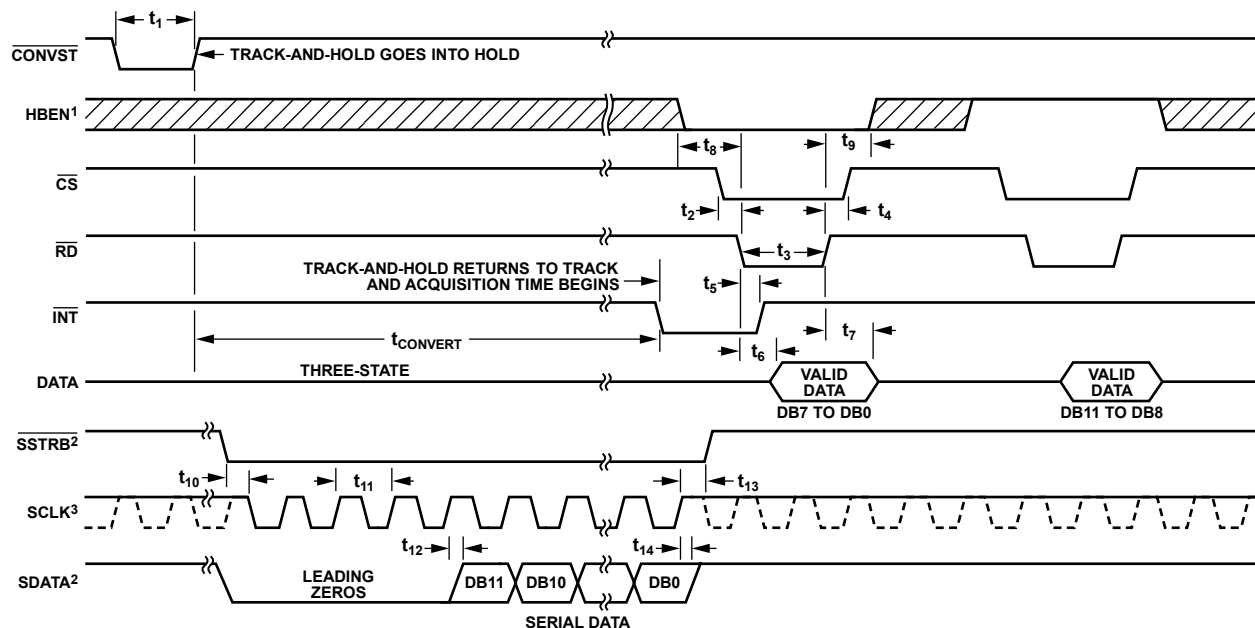 t1
CONVST
TRACK-AND-HOLD GOES INTO HOLD
HBEN1
t8
t9
CS
t2
t4
RD
t3
TRACK-AND-HOLD RETURNS TO TRACK
AND ACQUISITION TIME BEGINS
t5
INT
tCONVERT
t7
t6
DATA
THREE-STATE
VALID
DATA
VALID
DATA
DB7 TO DB0
DB11 TO DB8
SSTRB2
t10
t11
t13
SCLK3
t12
t14
SDATA2
LEADING
ZEROS
DB11
DB10
DB0
SERIAL DATA